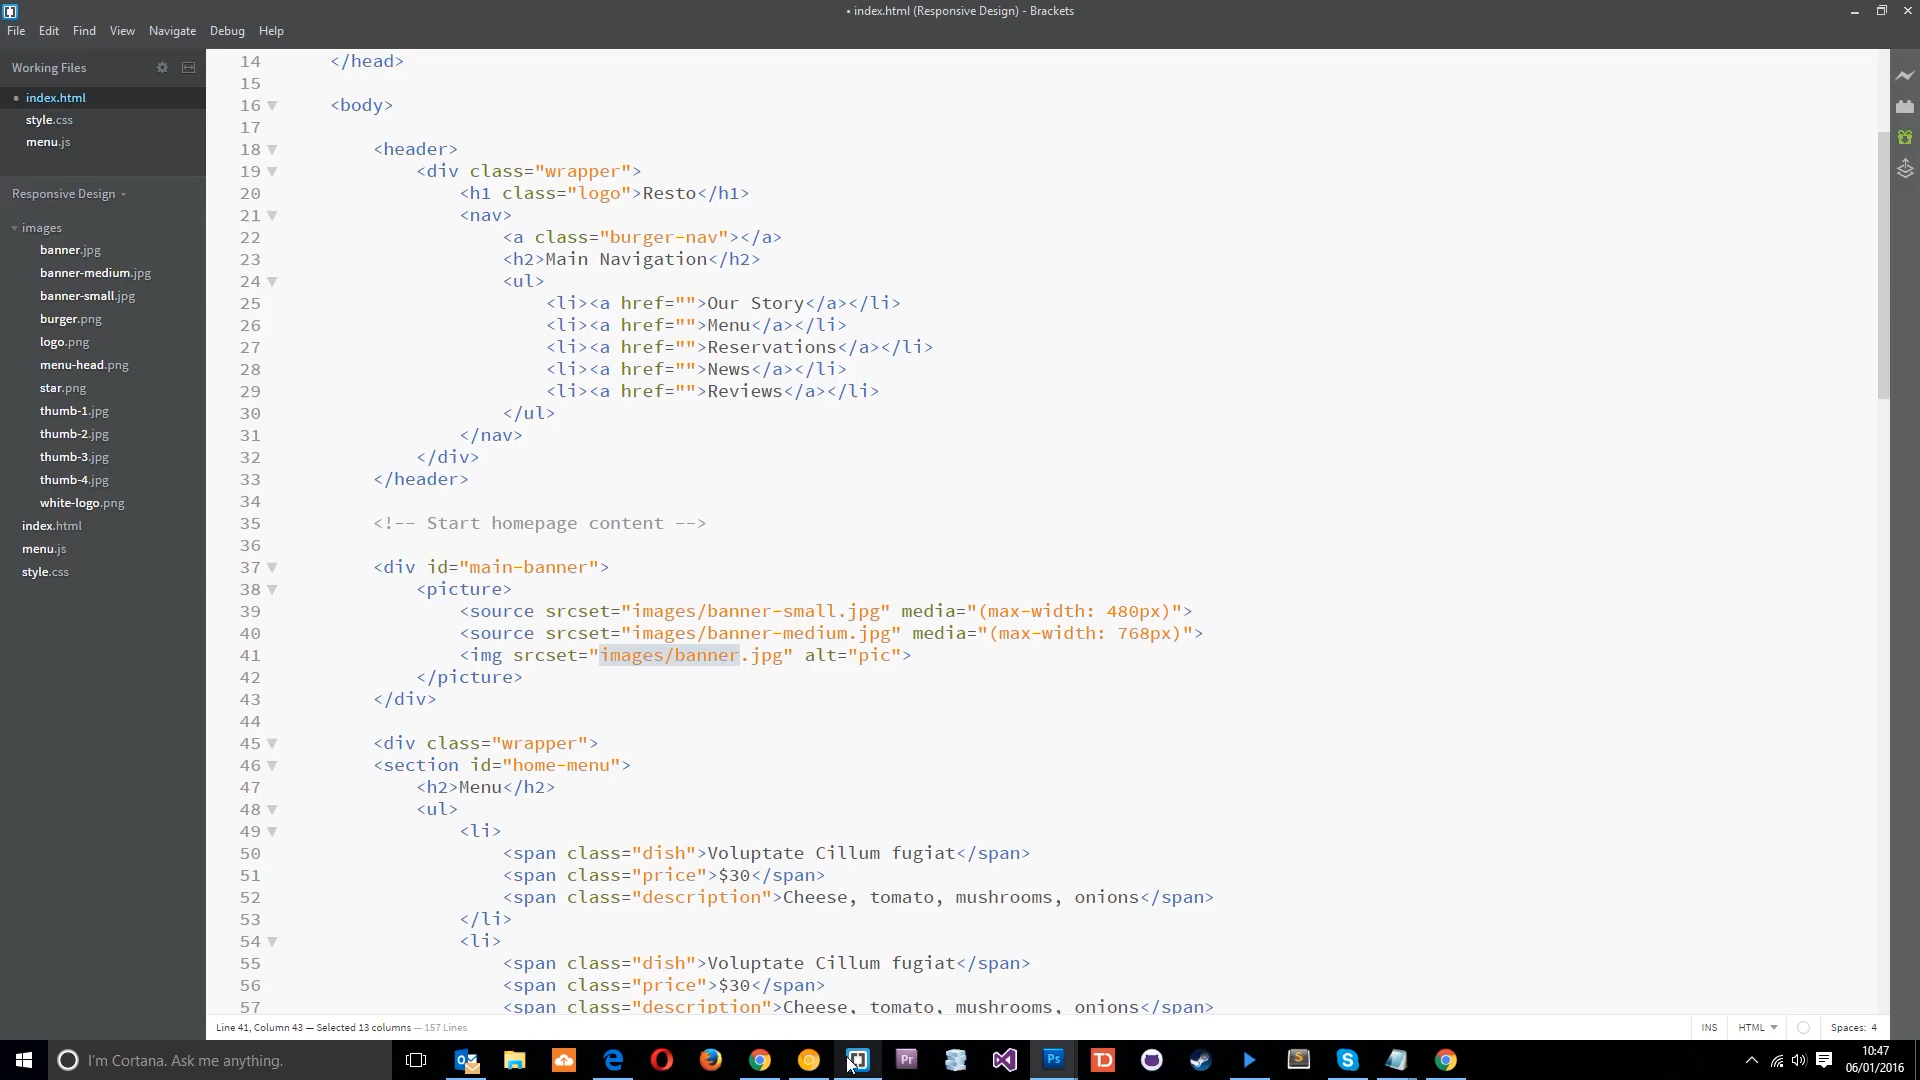 • index.html (Responsive Design) - Brackets
File Edit Find View Navigate Debug Help
Working Files
• index.html
style.css
menu.js
Responsive Design
images
banner.jpg
banner-medium.jpg
banner-small.jpg
burger.png
logo.png
menu-head.png
star.png
thumb-1.jpg
thumb-2.jpg
thumb-3.jpg
thumb-4.jpg
white-logo.png
index.html
menu.js
style.css
14 </head>
15
16 <body>
17
18 <header>
19 <div class="wrapper">
20 <h1 class="logo">Resto</h1>
21 <nav>
22 <a class="burger-nav"></a>
23 <h2>Main Navigation</h2>
24 <ul>
25 <li><a href="">Our Story</a></li>
26 <li><a href="">Menu</a></li>
27 <li><a href="">Reservations</a></li>
28 <li><a href="">News</a></li>
29 <li><a href="">Reviews</a></li>
30 </ul>
31 </nav>
32 </div>
33 </header>
34
35 <!-- Start homepage content -->
36
37 <div id="main-banner">
38 <picture>
39 <source srcset="images/banner-small.jpg" media="(max-width: 480px)">
40 <source srcset="images/banner-medium.jpg" media="(max-width: 768px)">
41 <img srcset="images/banner.jpg" alt="pic">
42 </picture>
43 </div>
44
45 <div class="wrapper">
46 <section id="home-menu">
47 <h2>Menu</h2>
48 <ul>
49 <li>
50 <span class="dish">Voluptate Cillum fugiat</span>
51 <span class="price">$30</span>
52 <span class="description">Cheese, tomato, mushrooms, onions</span>
53 </li>
54 <li>
55 <span class="dish">Voluptate Cillum fugiat</span>
56 <span class="price">$30</span>
57 <span class="description">Cheese, tomato, mushrooms, onions</span>
Line 41, Column 43 — Selected 13 columns — 157 Lines
INS HTML Spaces: 4
I'm Cortana. Ask me anything.
Pr Ps TD S
10:47
06/01/2016